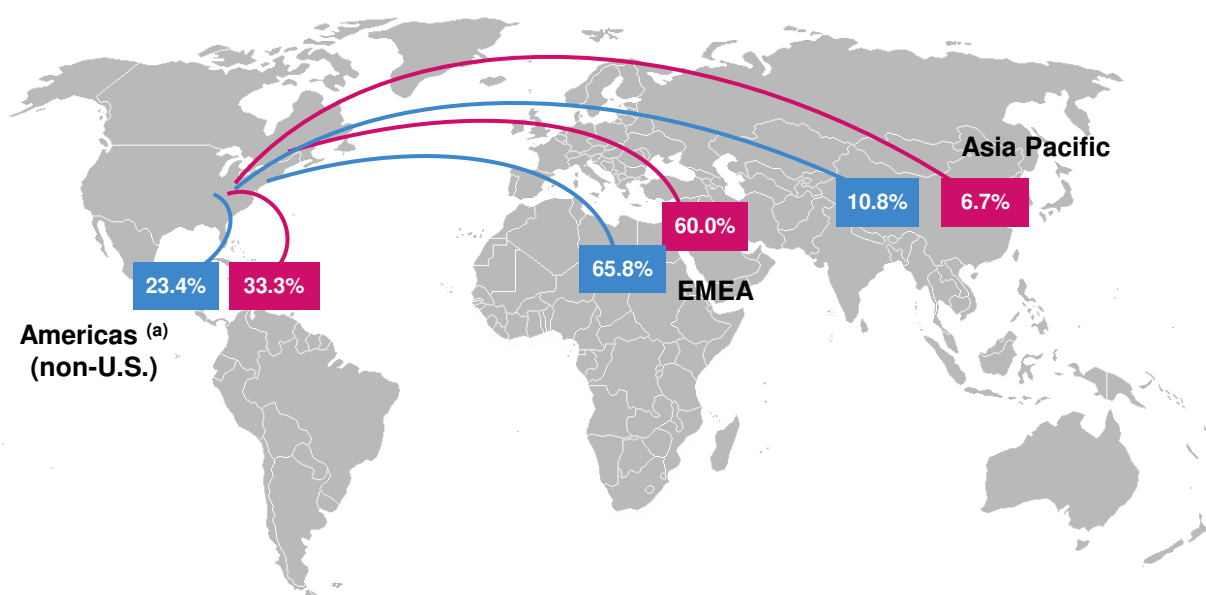 Asia Pacific
10.8%
6.7%
60.0%
65.8%
EMEA
23.4%
33.3%
Americas (a)
(non-U.S.)